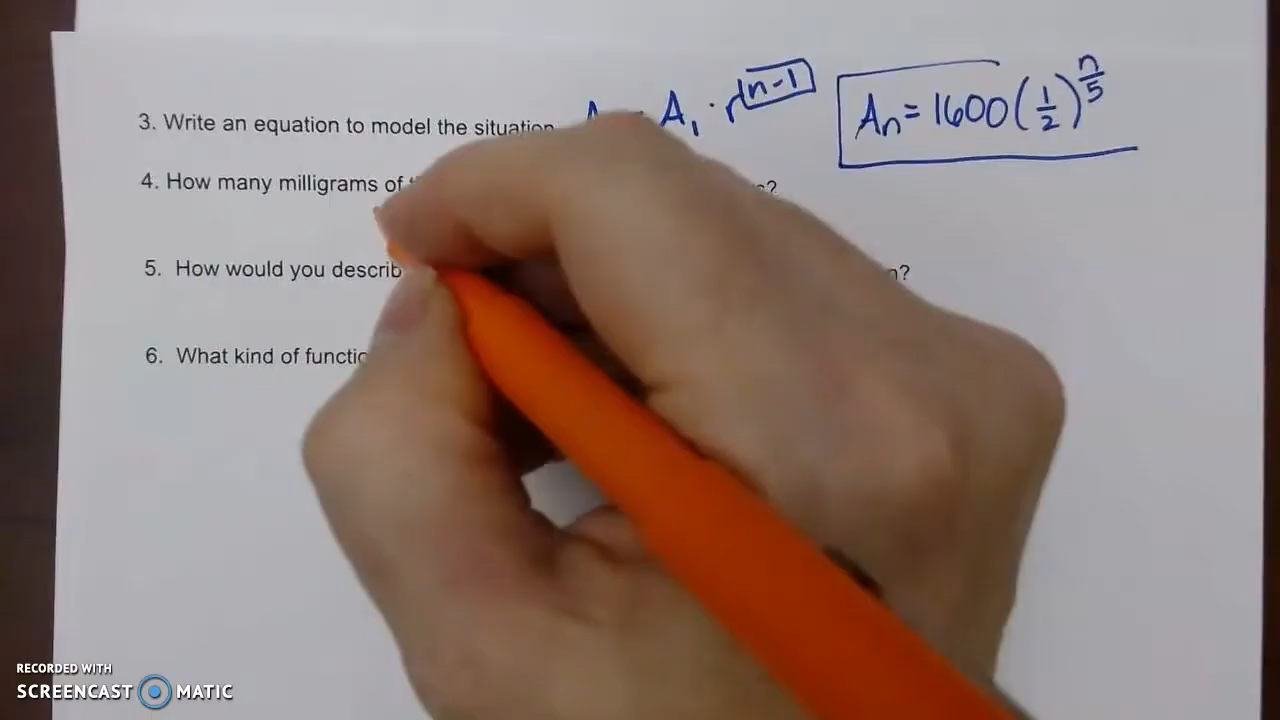 3. Write an equation to model the situation A₁ · r^(n-1)
Aₙ = 1600(1/2)^(n/5)
4. How many milligrams of ?
5. How would you describ ?
6. What kind of functio
RECORDED WITH
SCREENCAST MATIC